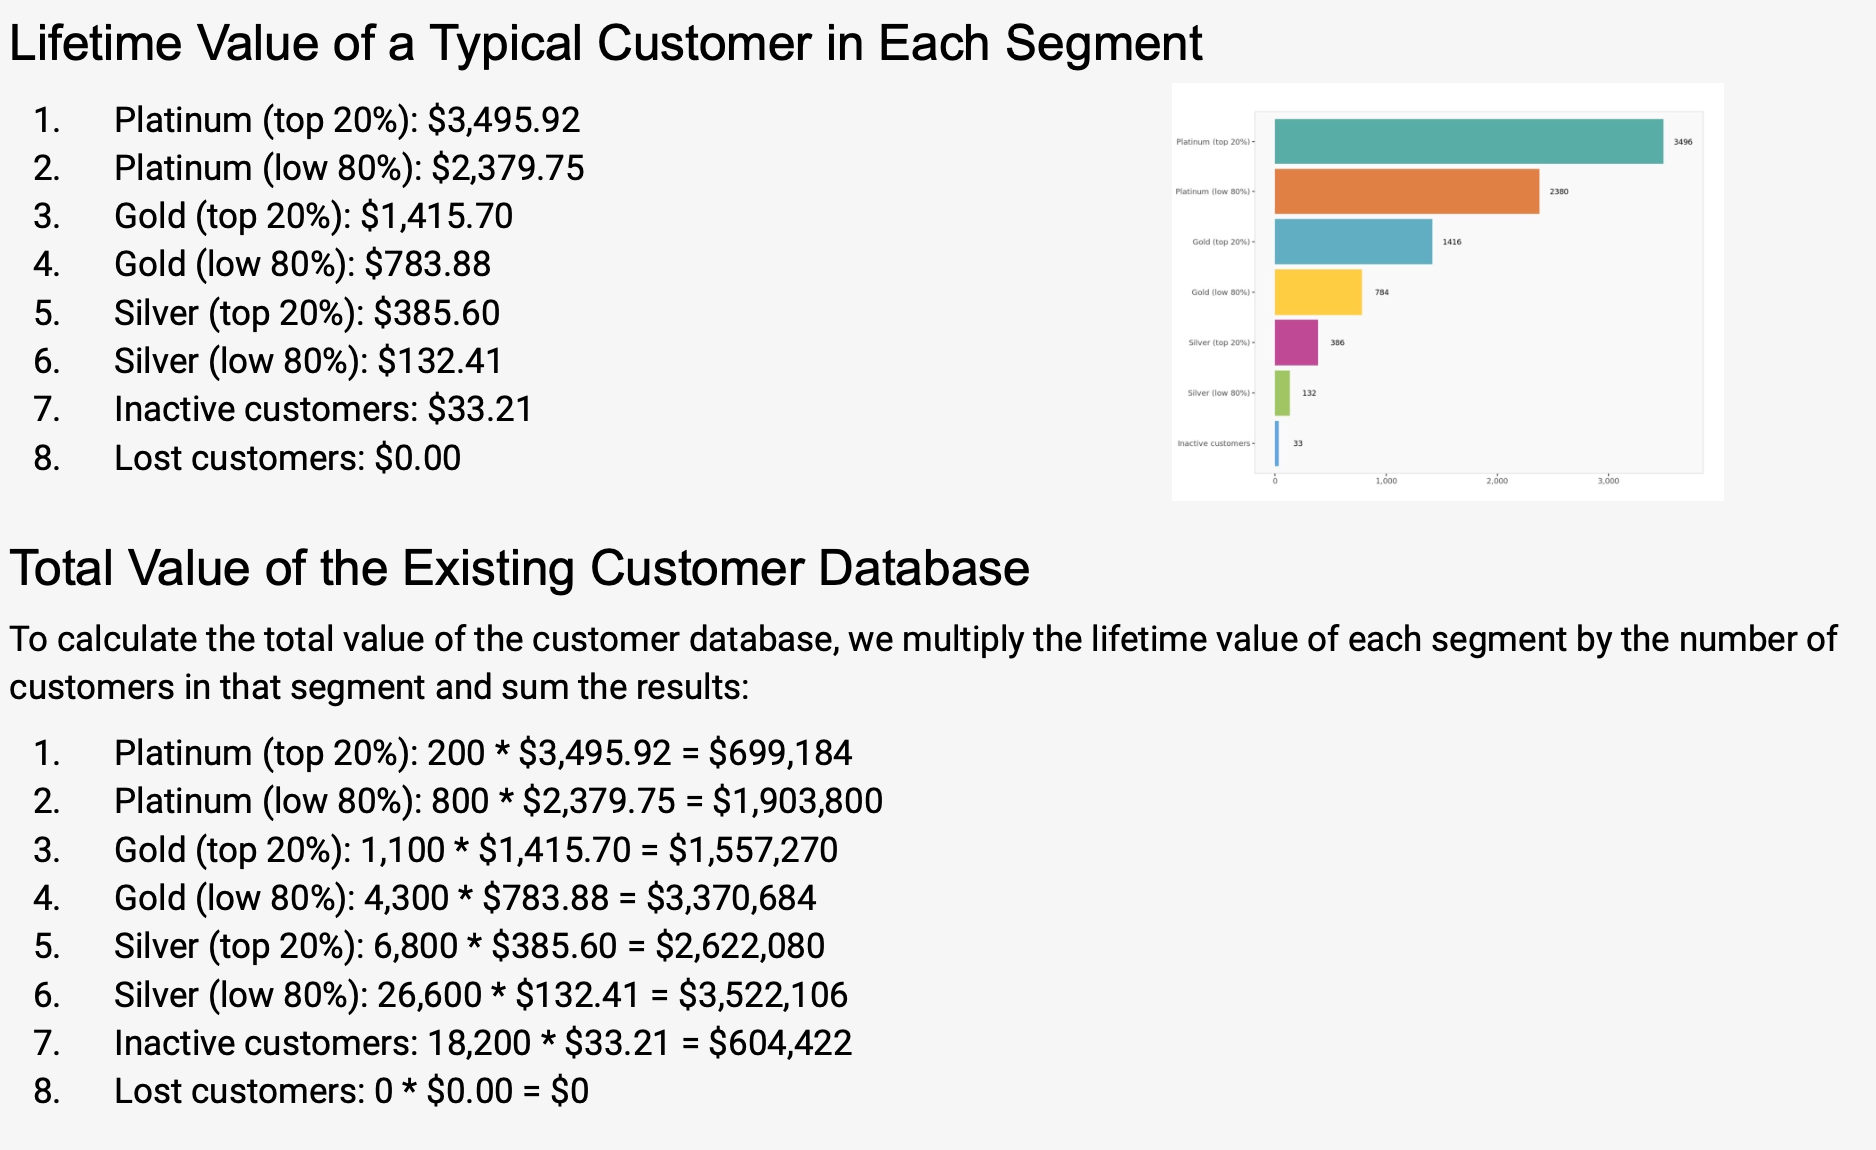 Lifetime Value of a Typical Customer in Each Segment
1. Platinum (top 20%): $3,495.92
2. Platinum (low 80%): $2,379.75
3. Gold (top 20%): $1,415.70
4. Gold (low 80%): $783.88
5. Silver (top 20%): $385.60
6. Silver (low 80%): $132.41
7. Inactive customers: $33.21
8. Lost customers: $0.00
Platinum (top 20%) 3496
Platinum (low 80%) 2380
Gold (top 20%) 1416
Gold (low 80%) 784
Silver (top 20%) 386
Silver (low 80%) 132
Inactive customers 33
0 1,000 2,000 3,000
Total Value of the Existing Customer Database
To calculate the total value of the customer database, we multiply the lifetime value of each segment by the number of
customers in that segment and sum the results:
1. Platinum (top 20%): 200 * $3,495.92 = $699,184
2. Platinum (low 80%): 800 * $2,379.75 = $1,903,800
3. Gold (top 20%): 1,100 * $1,415.70 = $1,557,270
4. Gold (low 80%): 4,300 * $783.88 = $3,370,684
5. Silver (top 20%): 6,800 * $385.60 = $2,622,080
6. Silver (low 80%): 26,600 * $132.41 = $3,522,106
7. Inactive customers: 18,200 * $33.21 = $604,422
8. Lost customers: 0 * $0.00 = $0